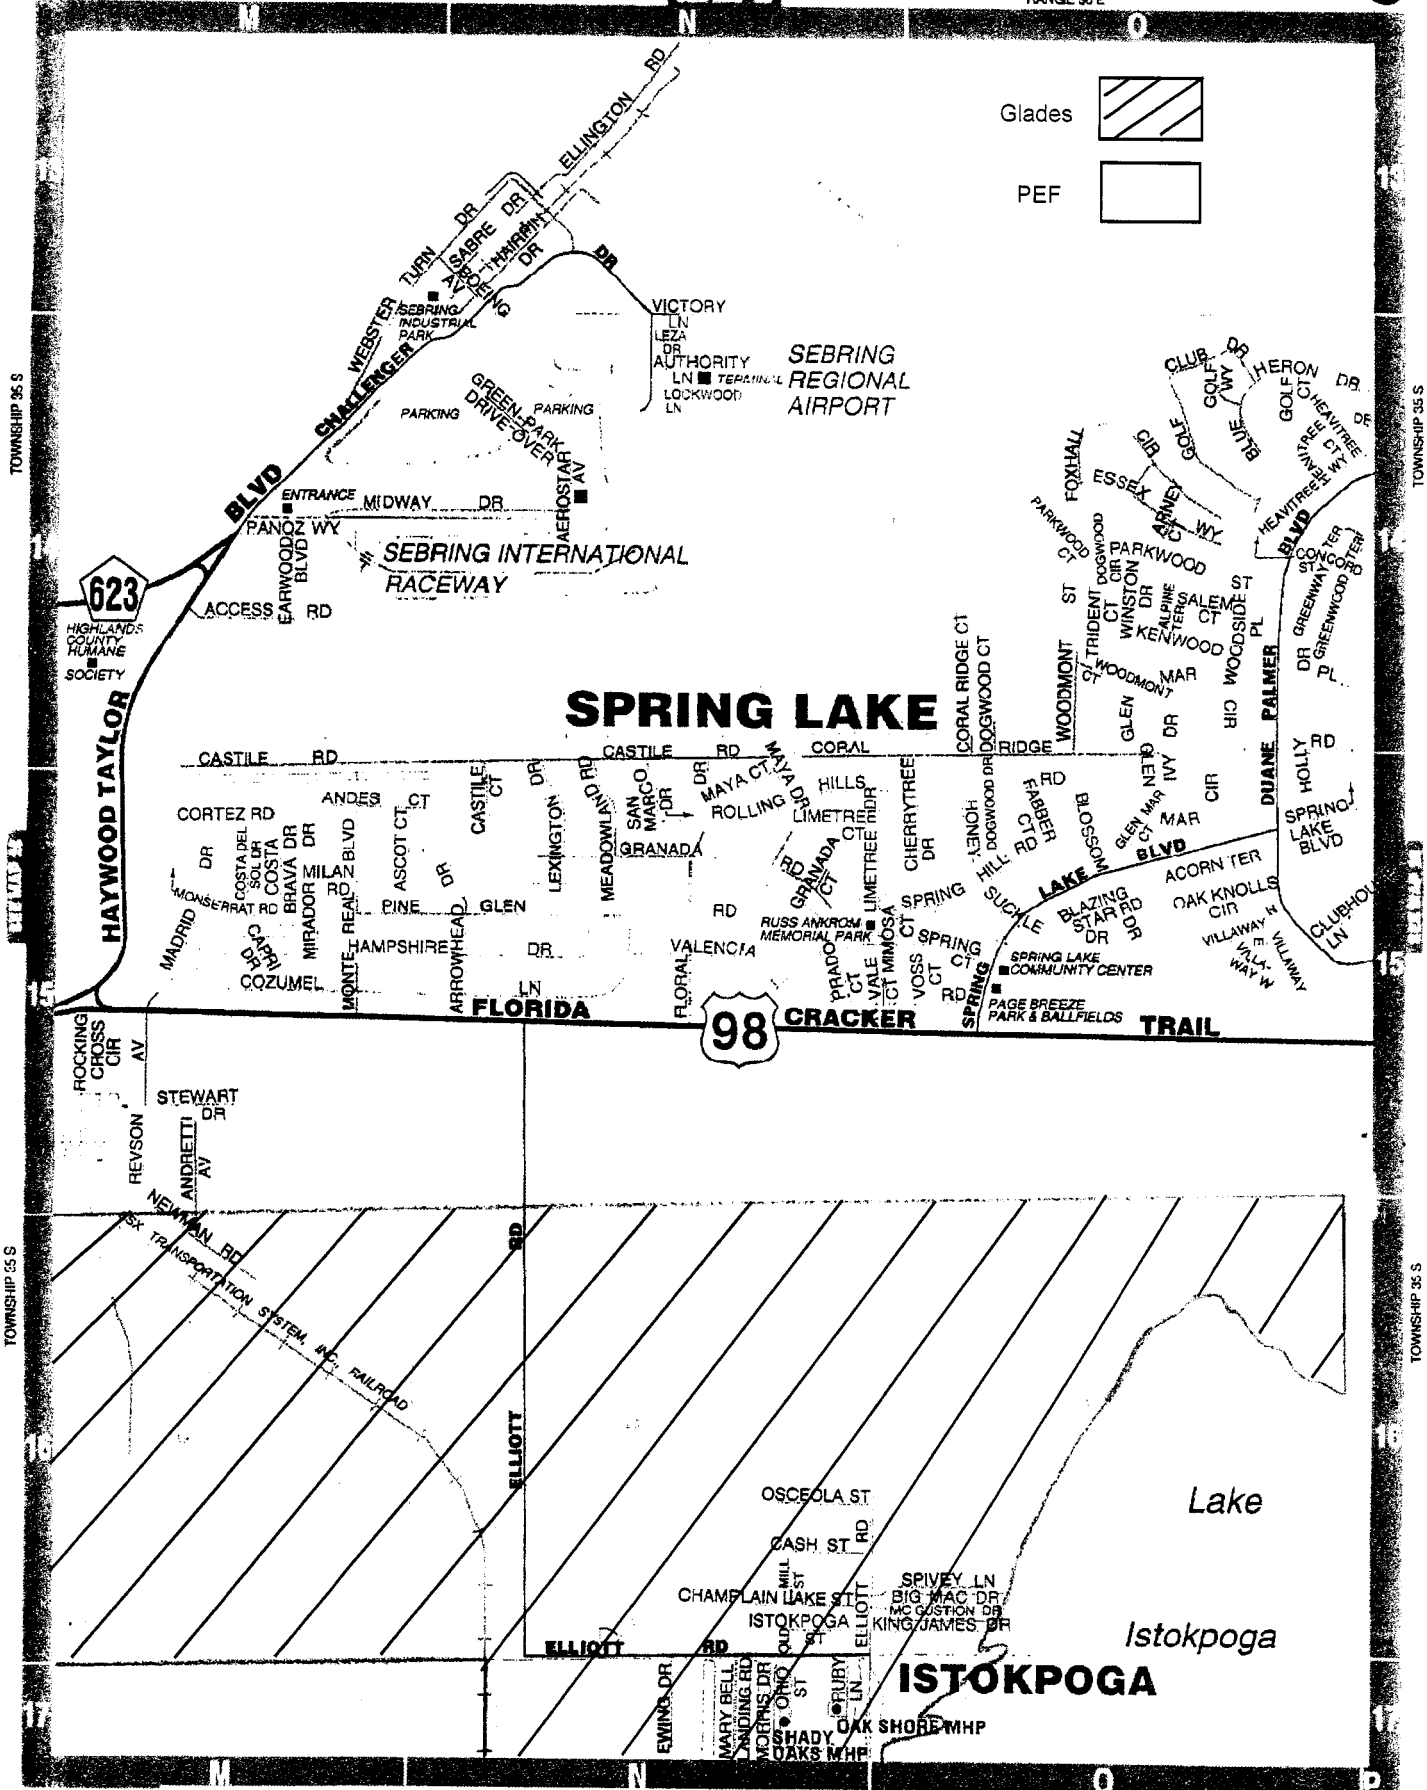 RANGE 30 E
M
N
O
Glades
PEF
13
13
ELLINGTON RD
WEBSTER TURN DR
SABRE DR
HAIRPIN DR
BOEING AV
SEBRING
INDUSTRIAL
PARK
CHALLENGER DR
VICTORY
LN
LEZA
DR
AUTHORITY
LN
TERMINAL
LOCKWOOD
LN
SEBRING
REGIONAL
AIRPORT
TOWNSHIP 35 S
TOWNSHIP 35 S
GREEN-PARK
DRIVE-OVER
PARKING
PARKING
AEROSTAR
AV
BLVD
ENTRANCE
MIDWAY DR
PANOZ WY
EARWOOD
BLVD
SEBRING INTERNATIONAL
RACEWAY
14
14
623
ACCESS RD
HIGHLANDS
COUNTY
HUMANE
SOCIETY
HAYWOOD TAYLOR
CLUB DR
GOLF
WY
HERON DR
GOLF
CT
HEAVITREE
CT
HEAVITREE WY
HEAVITREE
BLUE
GOLF
CIR
FOXHALL
ESSEX WY
ARNEY
CT
PARKWOOD
CT
DOGWOOD
CIR
PARKWOOD
ST
ST
TRIDENT
CT
WINSTON
DR
ALPINE
TER
SALEM
CT
KENWOOD
WOODSIDE
PL
BLVD
CONCORD
ST
GREENWAY TER
GREENWOOD TER
DR
PL
WOODMONT
WOODMONT
CT
MAR
GLEN
DR
CIR
DUANE PALMER
CORAL RIDGE CT
DOGWOOD CT
SPRING LAKE
CASTILE RD
CASTILE RD
CORAL
RIDGE
GLEN
IVY
HOLLY
RD
CASTILE
CT
LEXINGTON
DR
MEADOWLAND RD
SAN
MARCO
DR
DR
MAYA CT
MAYA DR
ROLLING
HILLS
DR
LIMETREE
CT
LIMETREE
CHERRYTREE
DR
HONEY
DOGWOOD DR
FABBER
CT
RD
BLOSSOM
GLEN MAR
CT
MAR
CIR
SPRING
LAKE
BLVD
CORTEZ RD
ANDES
CT
DR
COSTA DEL
SOL DR
COSTA
BRAVA DR
MIRADOR
DR
MILAN
RD
MONTE REAL BLVD
ASCOT CT
DR
GRANADA
RD
GRANADA
CT
RD
HILL RD
LAKE
BLVD
ACORN TER
OAK KNOLLS
CIR
MONSERRAT RD
MADRID
CAPRI
DR
PINE
GLEN
ARROWHEAD
HAMPSHIRE
DR
COZUMEL
LN
VALENCIA
FLORAL
RUSS ANKROM
MEMORIAL PARK
PRADO
CT
VALE
CT
MIMOSA
CT
SPRING
SPRING
CT
VOSS
CT
RD
SUCKLE
BLAZING
STAR RD
DR
DR
VILLAWAY
VILLAWAY
VILLA-
WAY W
CLUBHOU
LN
15
15
SPRING
SPRING LAKE
COMMUNITY CENTER
PAGE BREEZE
PARK & BALLFIELDS
FLORIDA
98
CRACKER
TRAIL
ROCKING
CROSS
CIR
AV
REVSON
STEWART
DR
ANDRETTI
AV
NEWMAN RD
CSX TRANSPORTATION SYSTEM, INC. RAILROAD
RD
ELLIOTT
TOWNSHIP 35 S
TOWNSHIP 35 S
16
16
OSCEOLA ST
CASH ST
RD
MILL
ST
CHAMPLAIN LAKE ST
ISTOKPOGA
ST
OLD
ELLIOTT
SPIVEY LN
BIG MAC DR
MC GUSTION DR
KING JAMES DR
Lake
Istokpoga
ELLIOTT RD
ISTOKPOGA
17
EWING DR
MARY BELL
LANDING RD
MORRIS DR
OHIO
ST
RUBY
LN
OAK SHORE MHP
SHADY
OAKS MHP
M
N
O
P